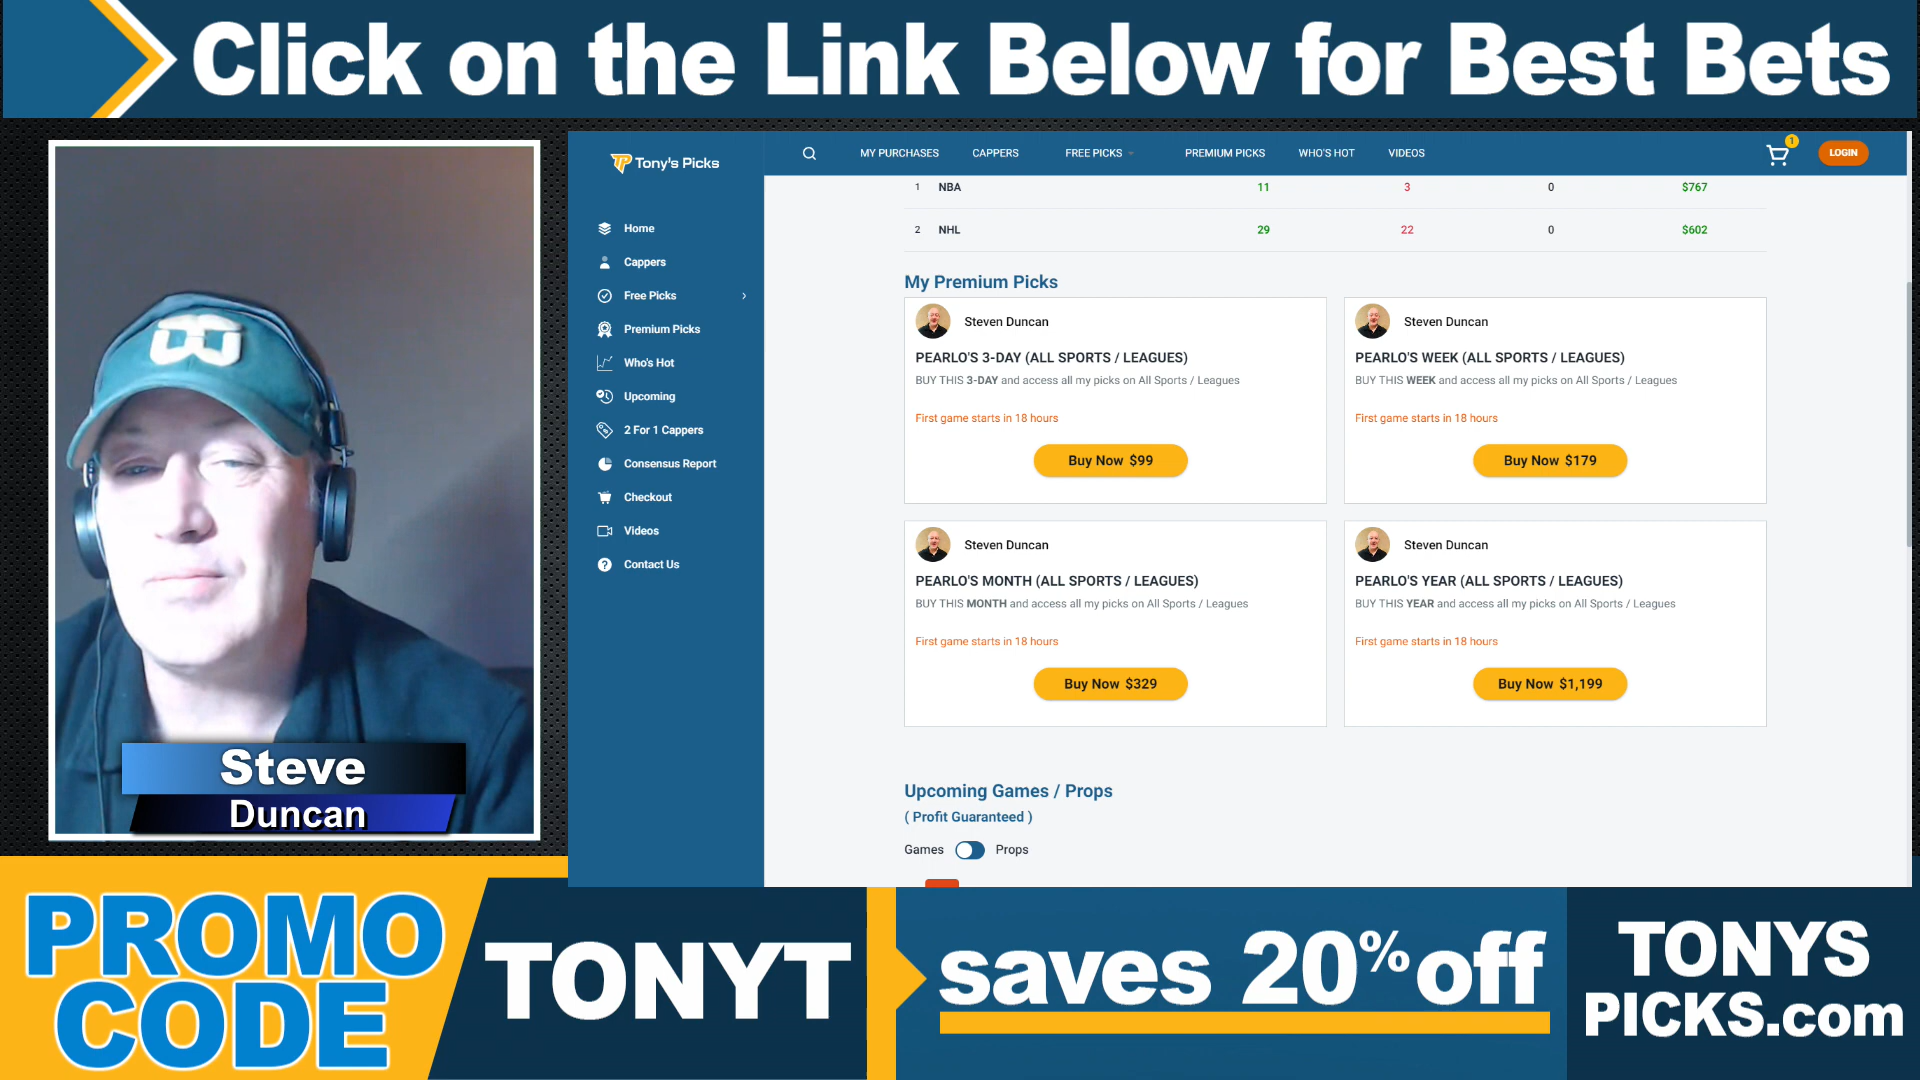 Click on the Link Below for Best Bets
Tony's Picks
MY PURCHASES CAPPERS FREE PICKS PREMIUM PICKS WHO'S HOT VIDEOS
1
LOGIN
Home
Cappers
Free Picks
Premium Picks
Who's Hot
Upcoming
2 For 1 Cappers
Consensus Report
Checkout
Videos
Contact Us
1 NBA 11 3 0 $767
2 NHL 29 22 0 $602
My Premium Picks
Steven Duncan
PEARLO'S 3-DAY (ALL SPORTS / LEAGUES)
BUY THIS 3-DAY and access all my picks on All Sports / Leagues
First game starts in 18 hours
Buy Now $99
Steven Duncan
PEARLO'S WEEK (ALL SPORTS / LEAGUES)
BUY THIS WEEK and access all my picks on All Sports / Leagues
First game starts in 18 hours
Buy Now $179
Steven Duncan
PEARLO'S MONTH (ALL SPORTS / LEAGUES)
BUY THIS MONTH and access all my picks on All Sports / Leagues
First game starts in 18 hours
Buy Now $329
Steven Duncan
PEARLO'S YEAR (ALL SPORTS / LEAGUES)
BUY THIS YEAR and access all my picks on All Sports / Leagues
First game starts in 18 hours
Buy Now $1,199
Upcoming Games / Props
( Profit Guaranteed )
Games Props
Steve
Duncan
PROMO
CODE
TONYT
saves 20% off
TONYS
PICKS.com